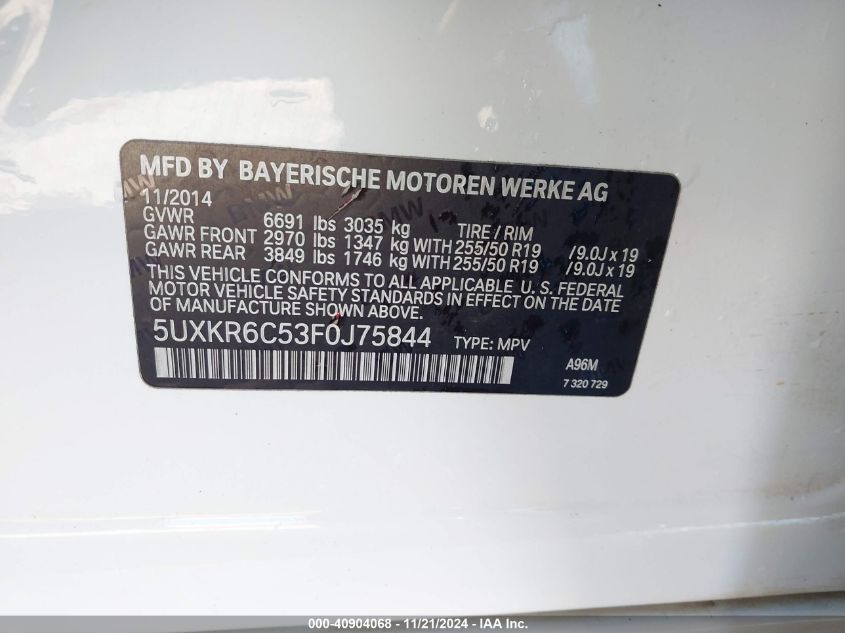 MFD BY BAYERISCHE MOTOREN WERKE AG
11/2014
GVWR 6691 lbs 3035 kg TIRE / RIM
GAWR FRONT 2970 lbs 1347 kg WITH 255/50 R19 /9.0J x 19
GAWR REAR 3849 lbs 1746 kg WITH 255/50 R19 /9.0J x 19
THIS VEHICLE CONFORMS TO ALL APPLICABLE U.S. FEDERAL
MOTOR VEHICLE SAFETY STANDARDS IN EFFECT ON THE DATE
OF MANUFACTURE SHOWN ABOVE.
5UXKR6C53F0J75844 TYPE: MPV
A96M
7 320 729
000-40904068 - 11/21/2024 - IAA Inc.